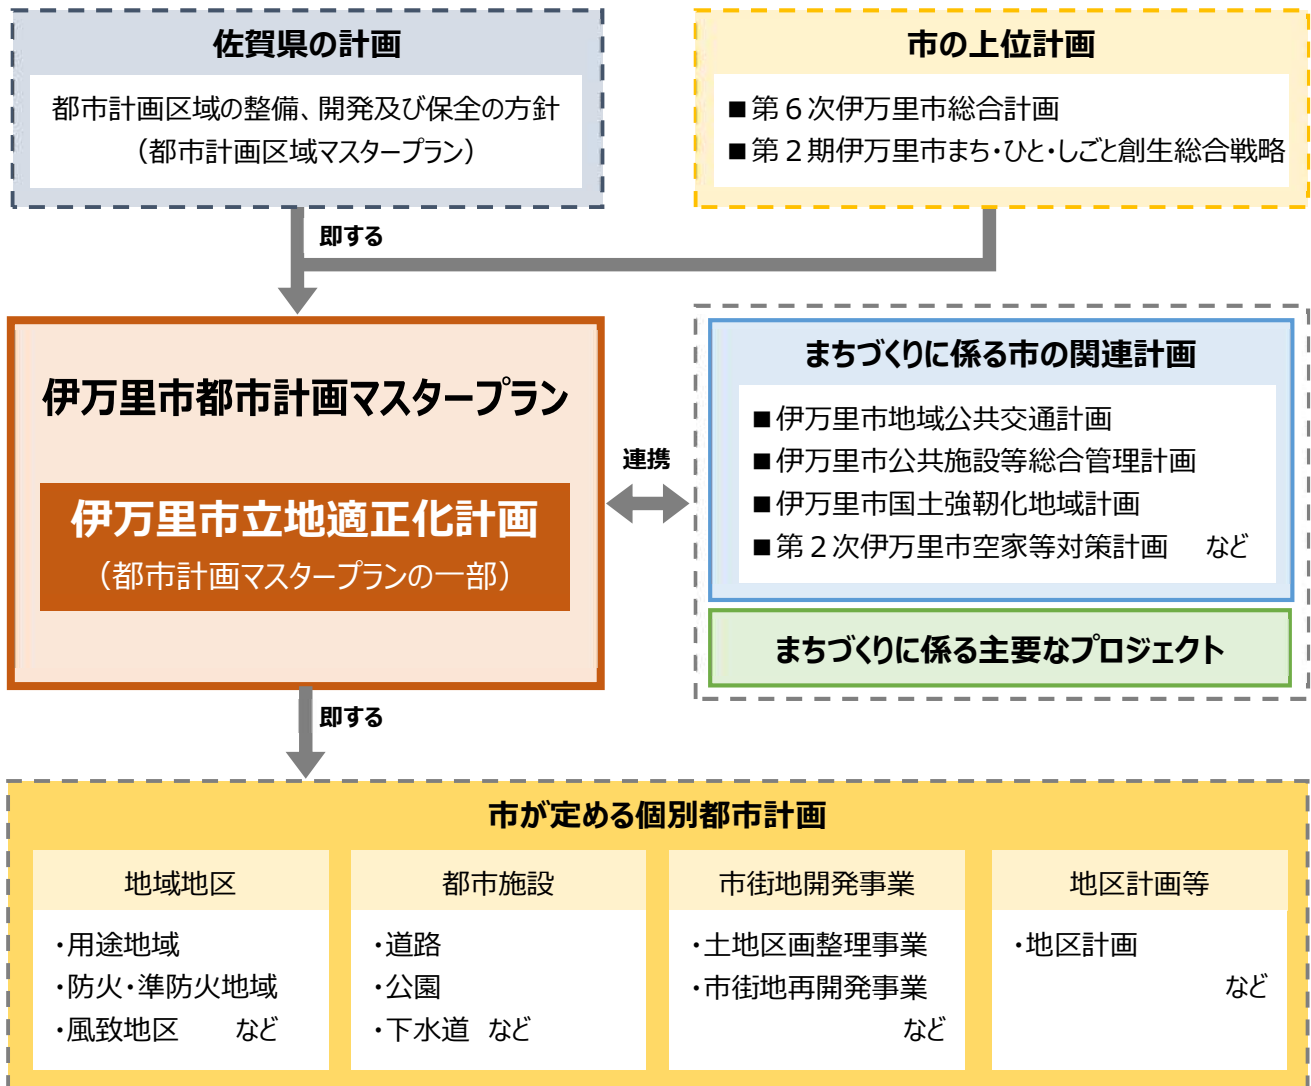 佐賀県の計画
都市計画区域の整備、開発及び保全の方針
（都市計画区域マスタープラン）
市の上位計画
■第６次伊万里市総合計画
■第２期伊万里市まち・ひと・しごと創生総合戦略
即する
伊万里市都市計画マスタープラン
伊万里市立地適正化計画
（都市計画マスタープランの一部）
連携
まちづくりに係る市の関連計画
■伊万里市地域公共交通計画
■伊万里市公共施設等総合管理計画
■伊万里市国土強靭化地域計画
■第２次伊万里市空家等対策計画　など
まちづくりに係る主要なプロジェクト
即する
市が定める個別都市計画
地域地区
・用途地域
・防火・準防火地域
・風致地区　　など
都市施設
・道路
・公園
・下水道　など
市街地開発事業
・土地区画整理事業
・市街地再開発事業
など
地区計画等
・地区計画
など